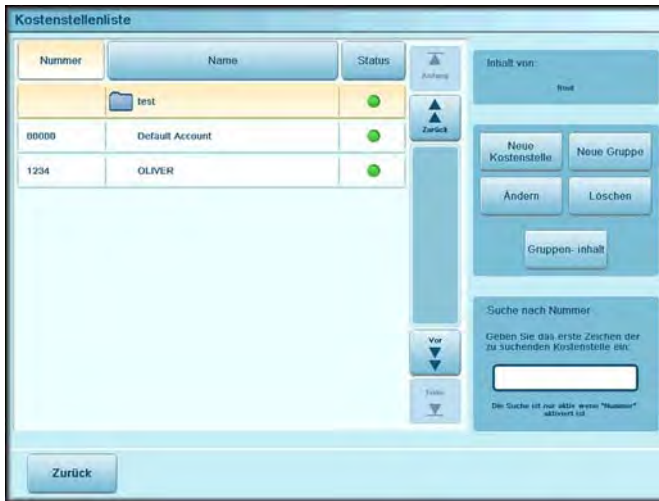 Kostenstellenliste
Nummer Name Status
test
00000 Default Account
1234 OLIVER
Anfang
Zurück
Vor
Inhalt von:
Root
Neue
Kostenstelle
Neue Gruppe
Ändern
Löschen
Gruppen- inhalt
Suche nach Nummer
Geben Sie das erste Zeichen der
zu suchenden Kostenstelle ein:
Die Suche ist nur aktiv wenn "Nummer"
aktiviert ist
Zurück